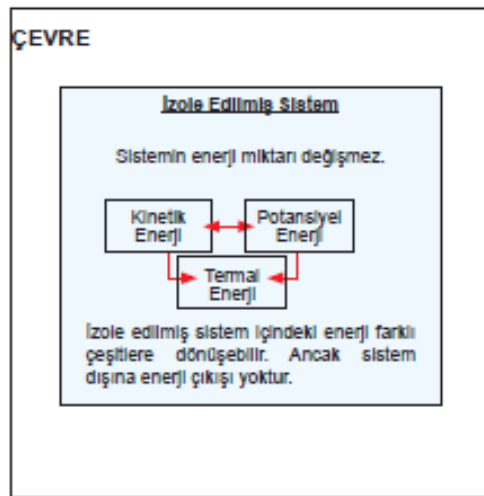 ÇEVRE
İzole Edilmiş Sistem
Sistemin enerji miktarı değişmez.
Kinetik
Enerji
Potansiyel
Enerji
Termal
Enerji
İzole edilmiş sistem içindeki enerji farklı
çeşitlere dönüşebilir. Ancak sistem
dışına enerji çıkışı yoktur.